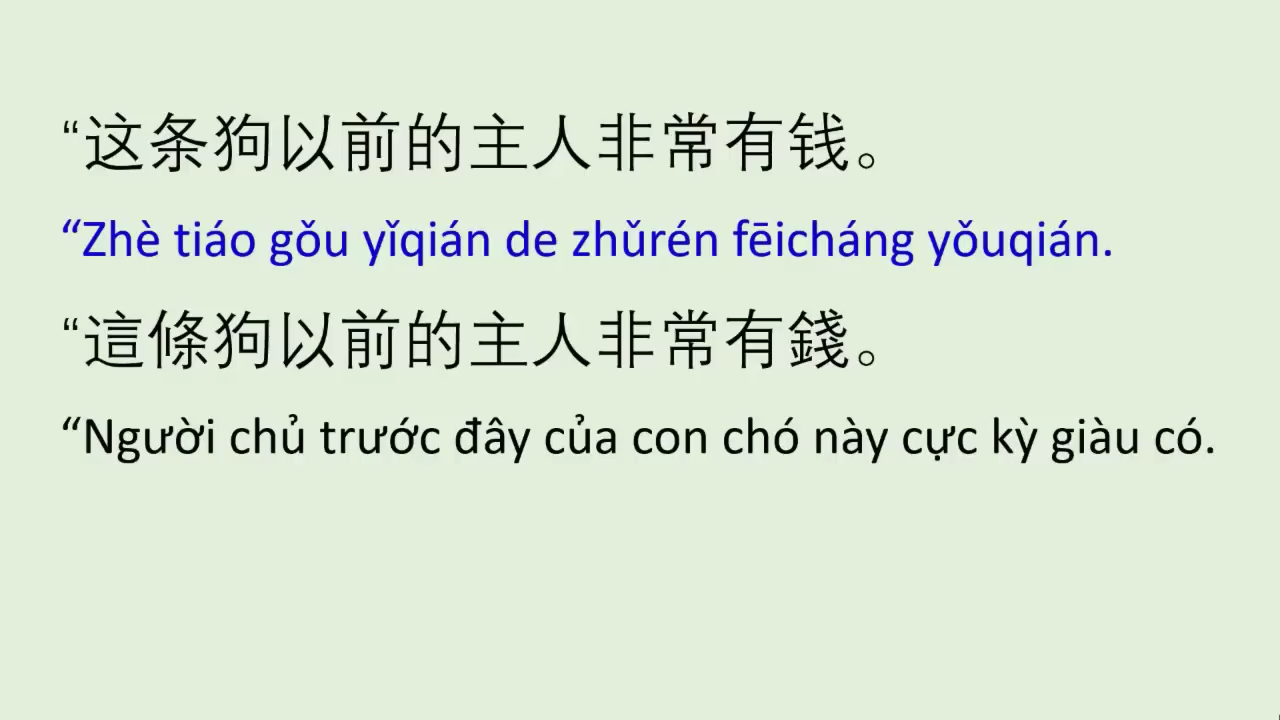 “这条狗以前的主人非常有钱。
“Zhè tiáo gǒu yǐqián de zhǔrén fēicháng yǒuqián.
“這條狗以前的主人非常有錢。
“Người chủ trước đây của con chó này cực kỳ giàu có.